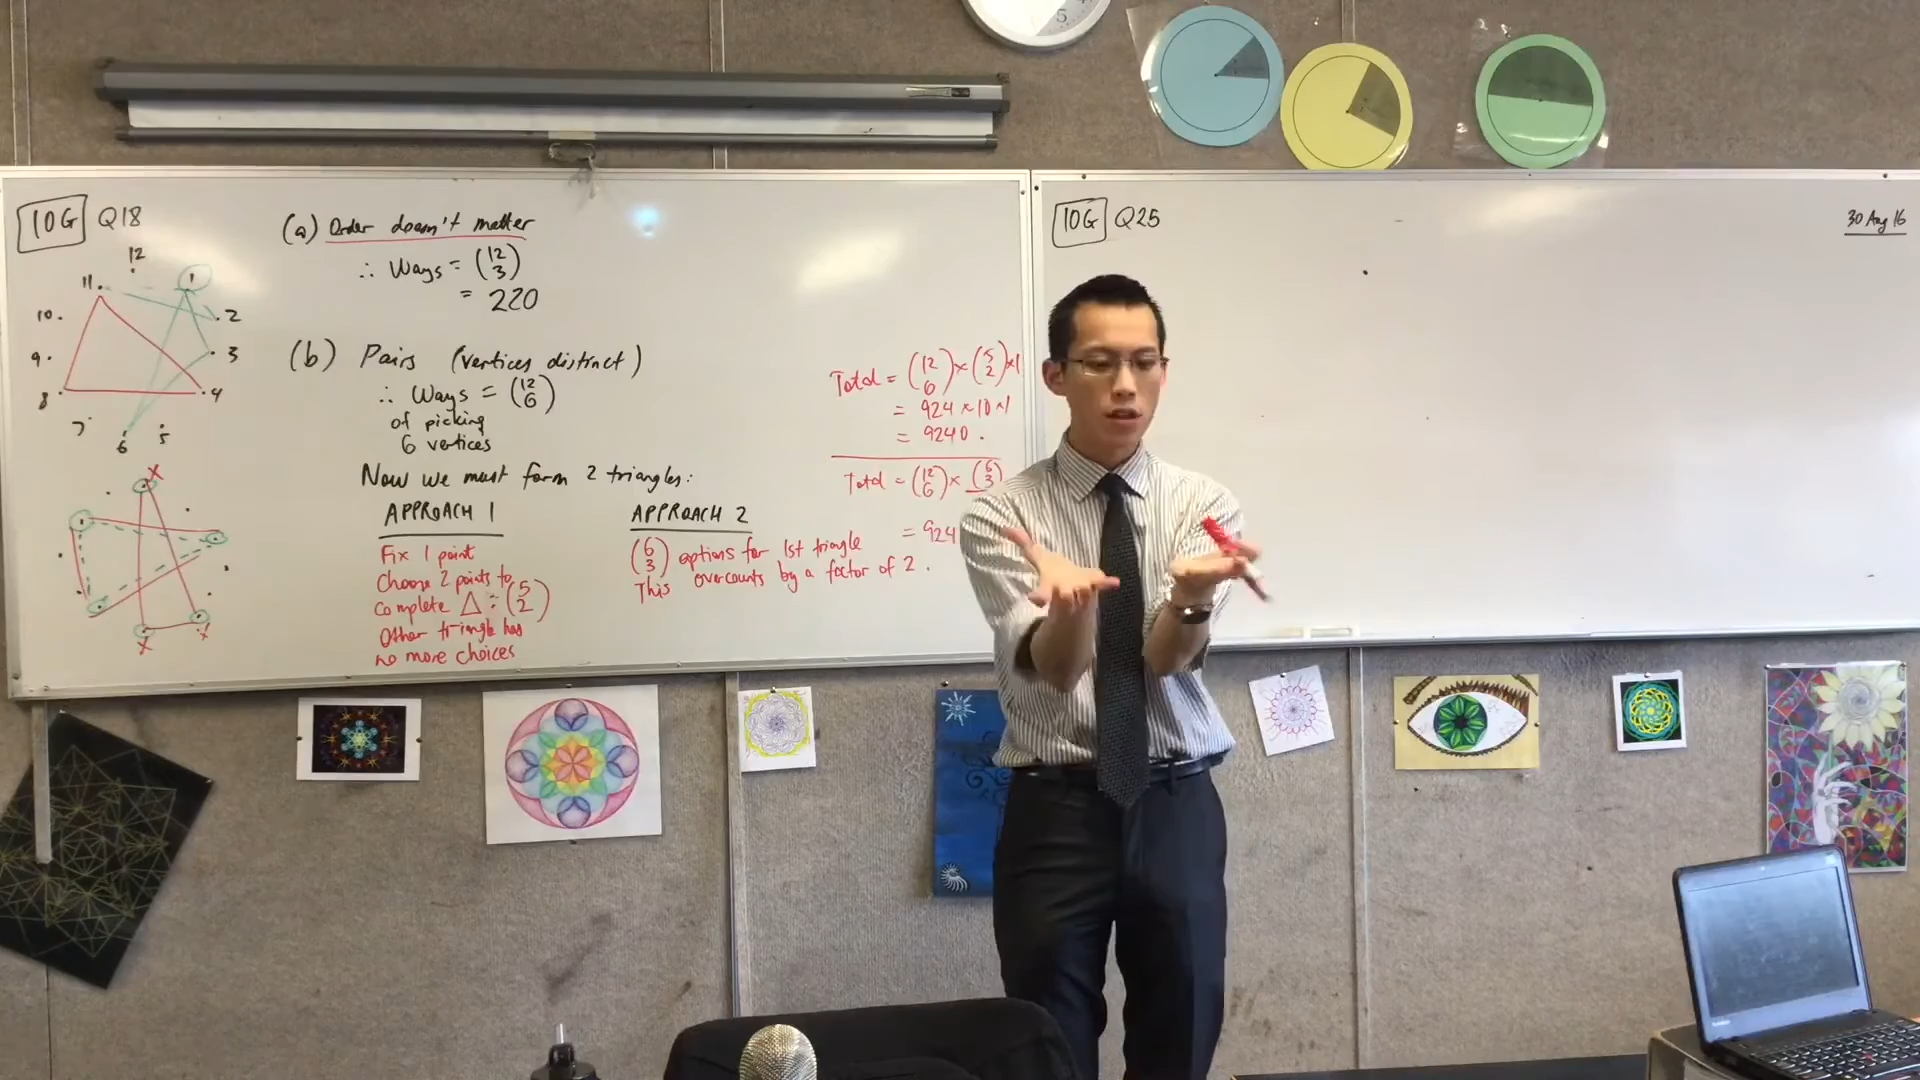 10G Q18
12
11 1
10 2
9 3
8 4
7 6 5
X
X X
(a) Order doesn't matter
∴ Ways = (12 3)
= 220
(b) Pairs (vertices distinct)
∴ Ways = (12 6)
of picking
6 vertices
Now we must form 2 triangles:
APPROACH 1
Fix 1 point
Choose 2 points to
complete △ : (5 2)
Other triangle has
no more choices
APPROACH 2
(6 3) options for 1st triangle
This overcounts by a factor of 2.
Total = (12 6) × (5 2) × 1
= 924 × 10 × 1
= 9240.
Total = (12 6) × (6 3)
= 924
10G Q25
30 Aug 16
5